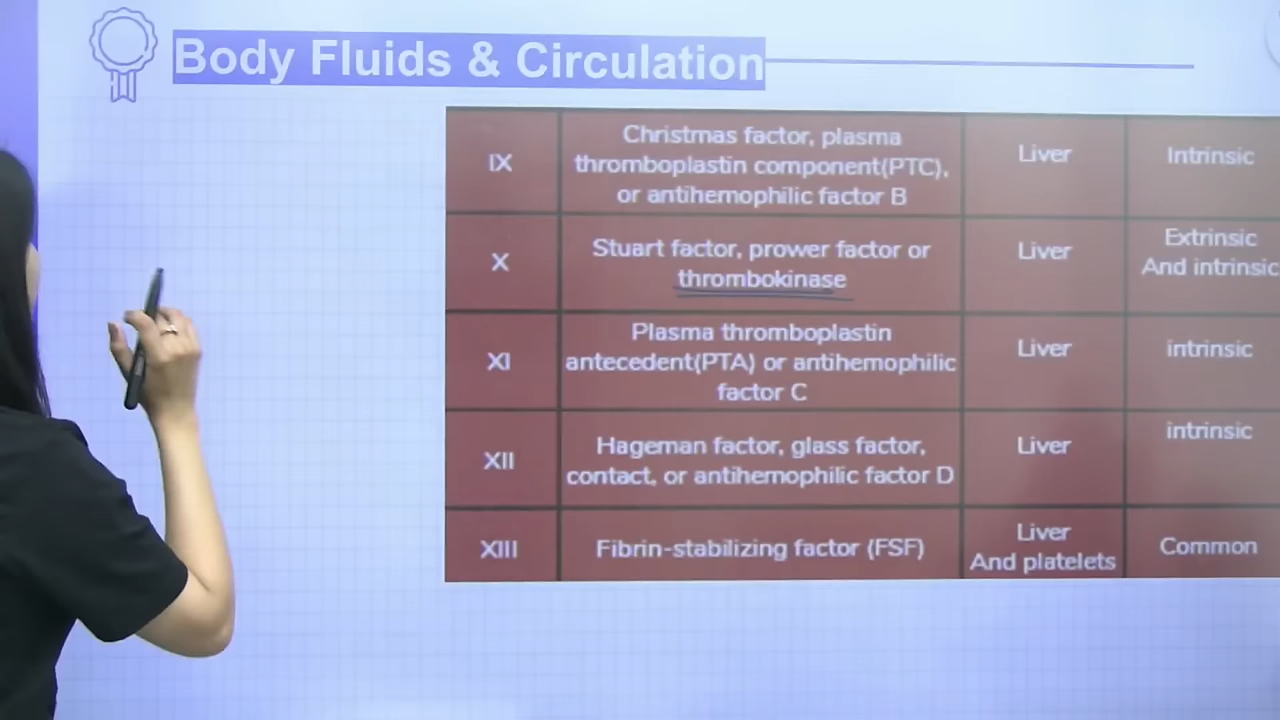 Body Fluids & Circulation
IX
Christmas factor, plasma
thromboplastin component(PTC),
or antihemophilic factor B
Liver
Intrinsic
X
Stuart factor, prower factor or
thrombokinase
Liver
Extrinsic
And intrinsic
XI
Plasma thromboplastin
antecedent(PTA) or antihemophilic
factor C
Liver
intrinsic
XII
Hageman factor, glass factor,
contact, or antihemophilic factor D
Liver
intrinsic
XIII
Fibrin-stabilizing factor (FSF)
Liver
And platelets
Common